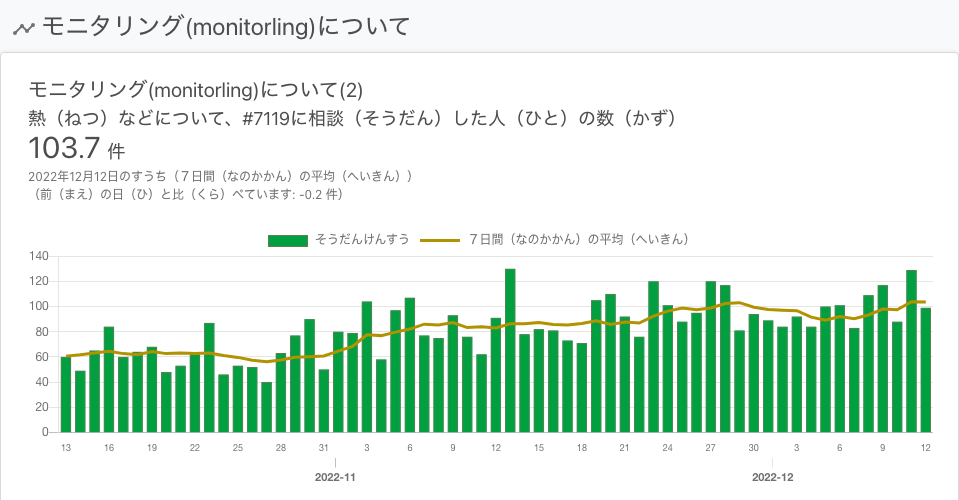 モニタリング(monitorling)について
モニタリング(monitorling)について(2)
熱（ねつ）などについて、#7119に相談（そうだん）した人（ひと）の数（かず）
103.7 件
2022年12月12日のすうち（７日間（なのかかん）の平均（へいきん））
（前（まえ）の日（ひ）と比（くら）べています: -0.2 件）
そうだんけんすう ７日間（なのかかん）の平均（へいきん）
140
120
100
80
60
40
20
0
13 16 19 22 25 28 31 3 6 9 12 15 18 21 24 27 30 3 6 9 12
2022-11 2022-12